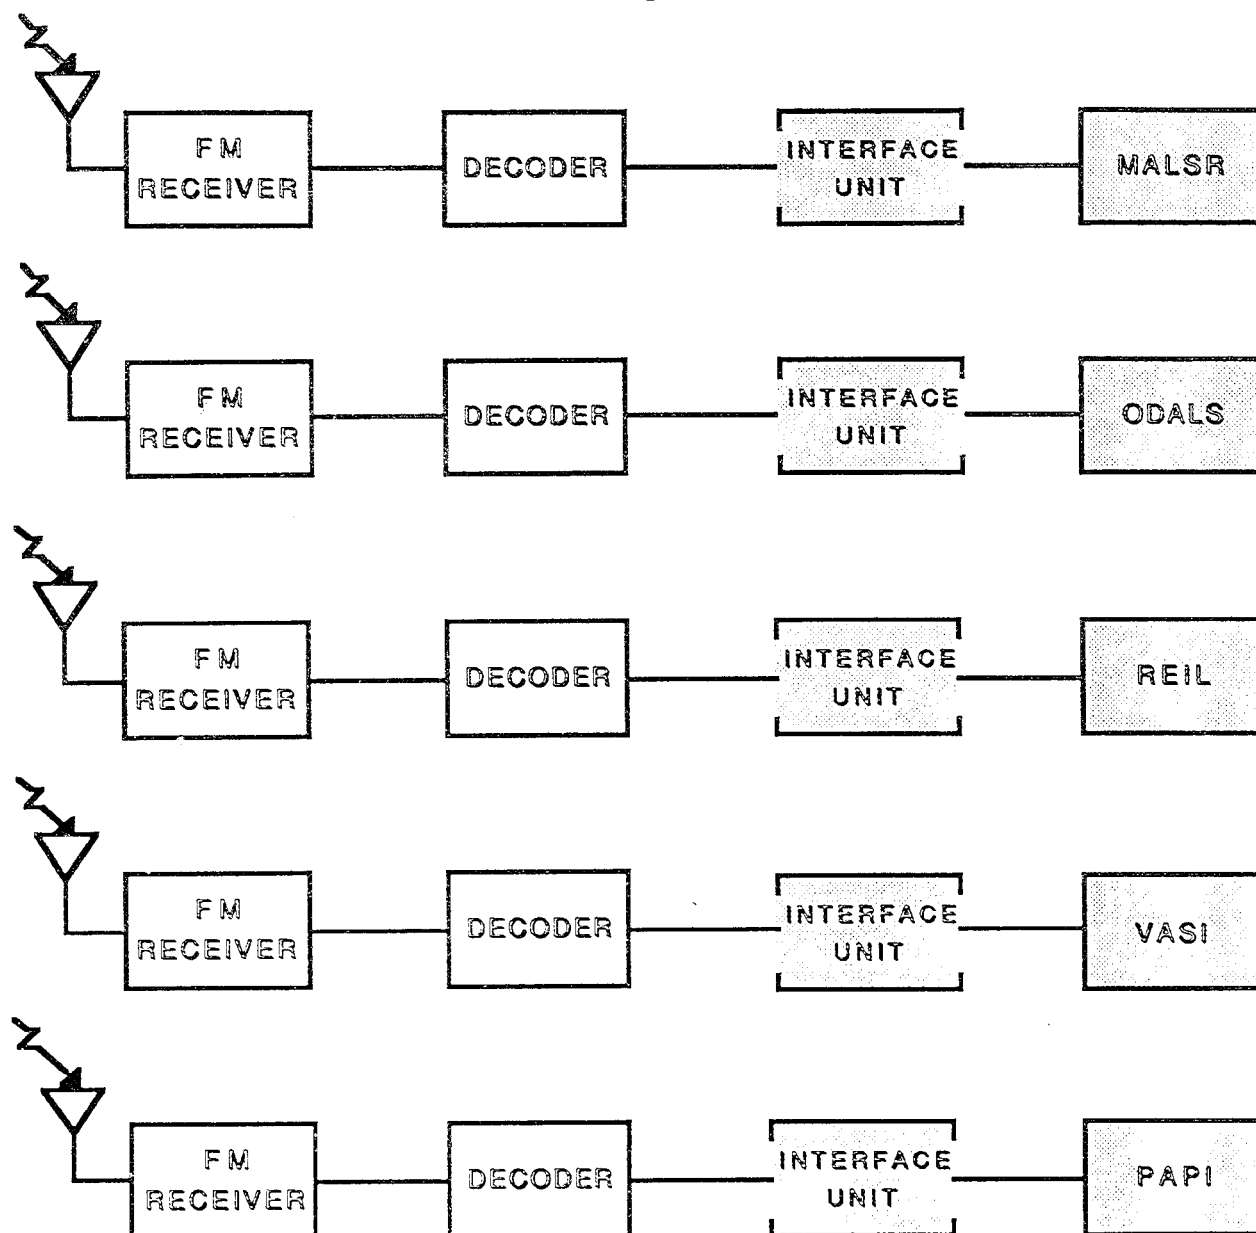 FM
RECEIVER
DECODER
INTERFACE
UNIT
MALSR
FM
RECEIVER
DECODER
INTERFACE
UNIT
ODALS
FM
RECEIVER
DECODER
INTERFACE
UNIT
REIL
FM
RECEIVER
DECODER
INTERFACE
UNIT
VASI
FM
RECEIVER
DECODER
INTERFACE
UNIT
PAPI